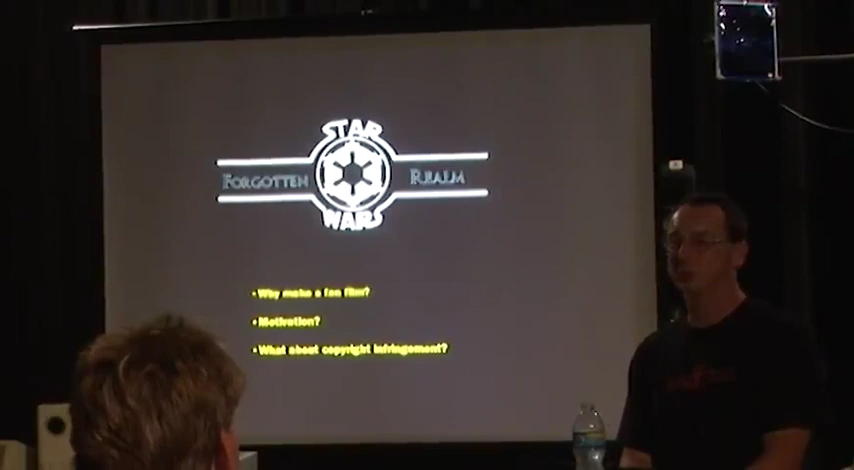 STAR
FORGOTTEN REALM
WARS
• Why make a fan film?
• Motivation?
• What about copyright infringement?